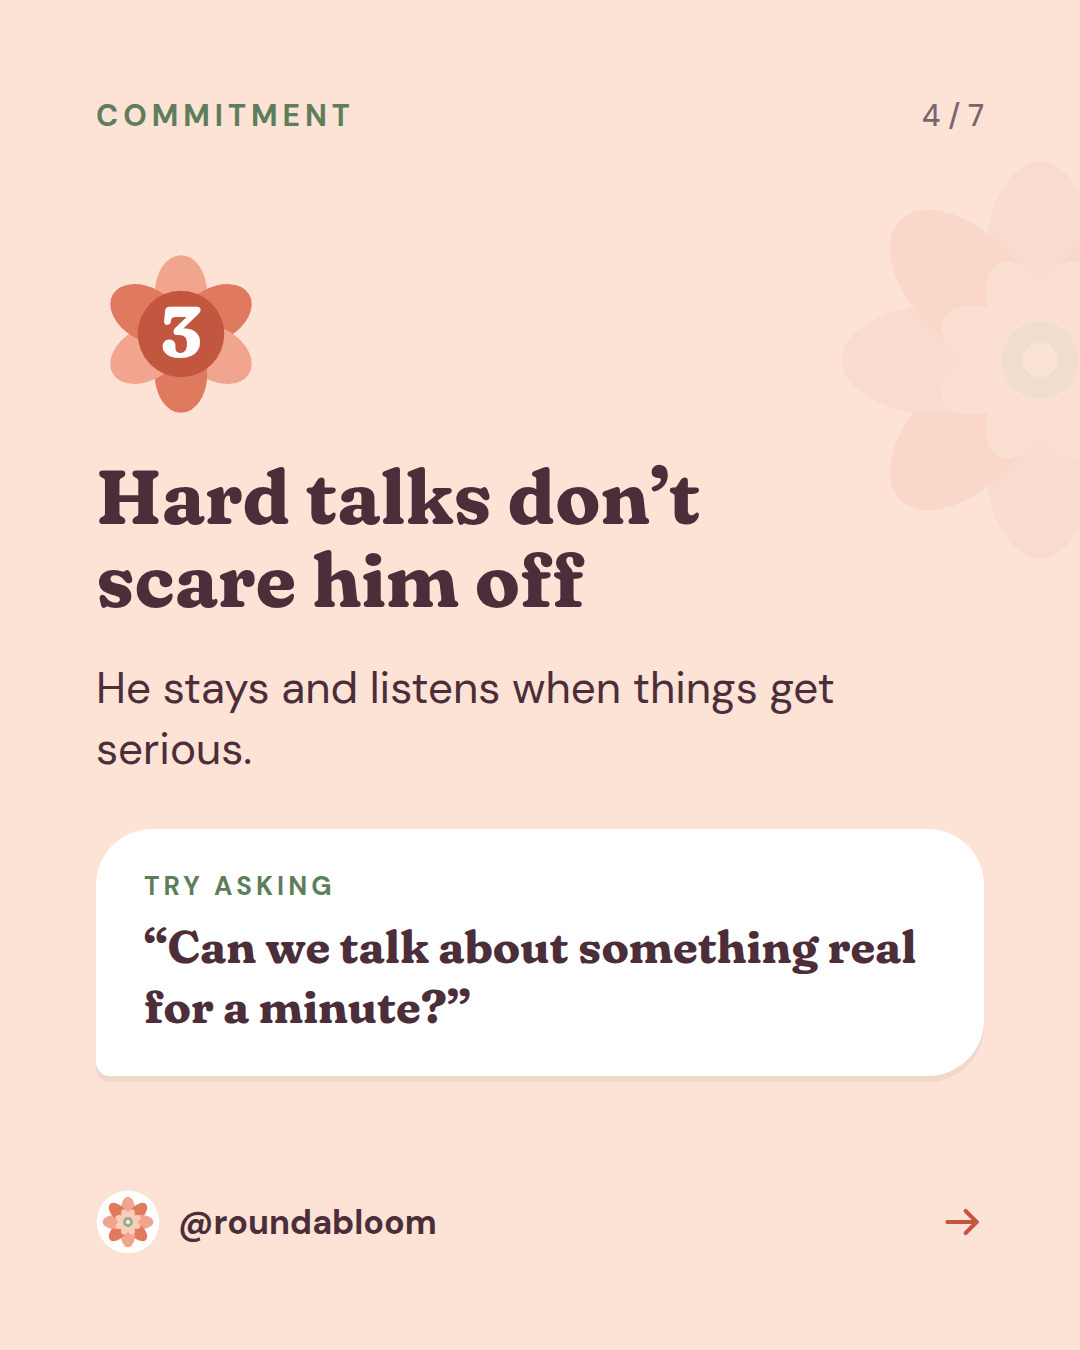 COMMITMENT
4 / 7
3
Hard talks don’t
scare him off
He stays and listens when things get
serious.
TRY ASKING
“Can we talk about something real
for a minute?”
@roundabloom
→